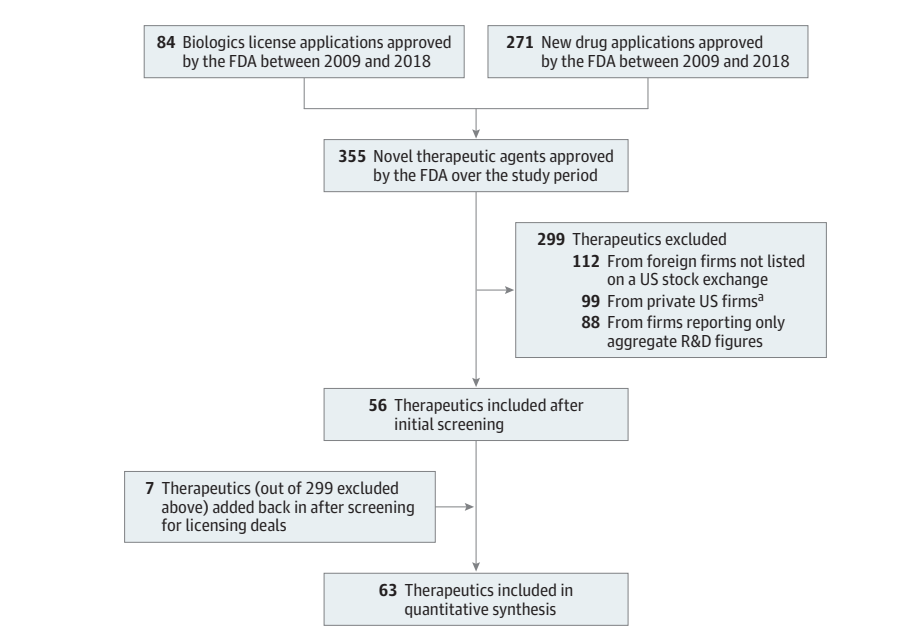 84 Biologics license applications approved
by the FDA between 2009 and 2018
271 New drug applications approved
by the FDA between 2009 and 2018
355 Novel therapeutic agents approved
by the FDA over the study period
299 Therapeutics excluded
112 From foreign firms not listed
on a US stock exchange
99 From private US firmsa
88 From firms reporting only
aggregate R&D figures
56 Therapeutics included after
initial screening
7 Therapeutics (out of 299 excluded
above) added back in after screening
for licensing deals
63 Therapeutics included in
quantitative synthesis